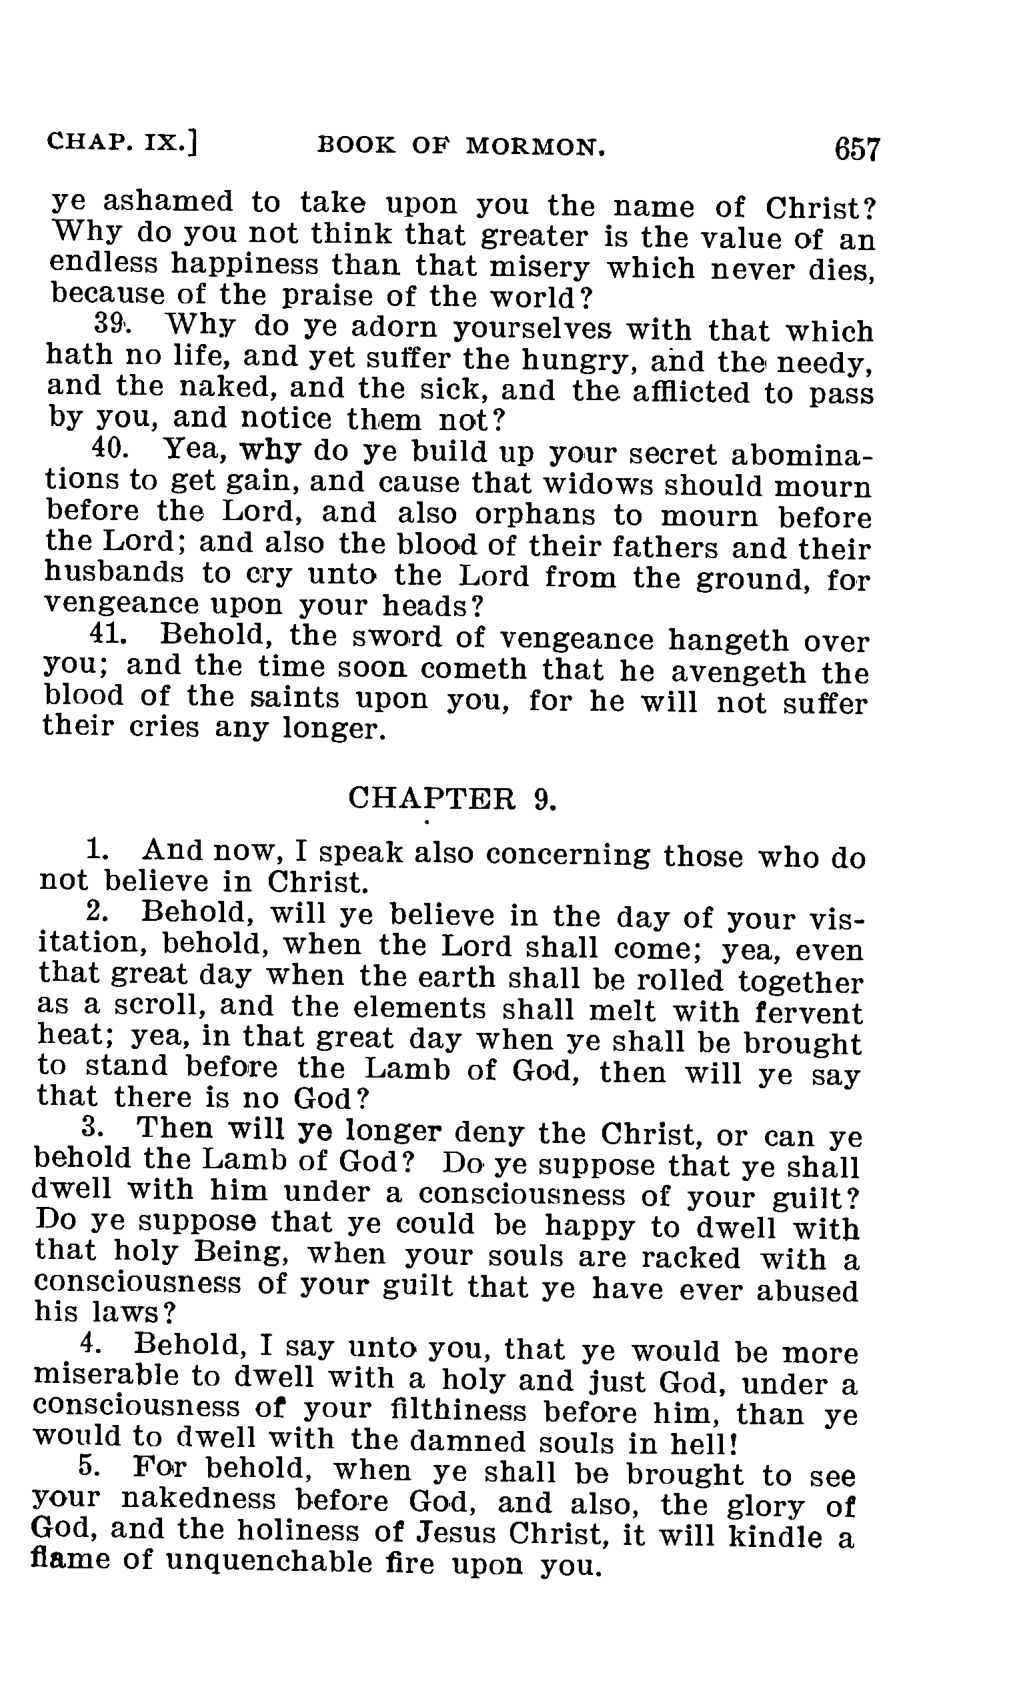 CHAP. IX.] BOOK OF MORMON. 657
ye ashamed to take upon you the name of Christ?
Why do you not think that greater is the value of an
endless happiness than that misery which never dies,
because of the praise of the world?
39. Why do ye adorn yourselves with that which
hath no life, and yet suffer the hungry, and the needy,
and the naked, and the sick, and the afflicted to pass
by you, and notice them not?
40. Yea, why do ye build up your secret abomina-
tions to get gain, and cause that widows should mourn
before the Lord, and also orphans to mourn before
the Lord; and also the blood of their fathers and their
husbands to cry unto the Lord from the ground, for
vengeance upon your heads?
41. Behold, the sword of vengeance hangeth over
you; and the time soon cometh that he avengeth the
blood of the saints upon you, for he will not suffer
their cries any longer.
CHAPTER 9.
1. And now, I speak also concerning those who do
not believe in Christ.
2. Behold, will ye believe in the day of your vis-
itation, behold, when the Lord shall come; yea, even
that great day when the earth shall be rolled together
as a scroll, and the elements shall melt with fervent
heat; yea, in that great day when ye shall be brought
to stand before the Lamb of God, then will ye say
that there is no God?
3. Then will ye longer deny the Christ, or can ye
behold the Lamb of God? Do ye suppose that ye shall
dwell with him under a consciousness of your guilt?
Do ye suppose that ye could be happy to dwell with
that holy Being, when your souls are racked with a
consciousness of your guilt that ye have ever abused
his laws?
4. Behold, I say unto you, that ye would be more
miserable to dwell with a holy and just God, under a
consciousness of your filthiness before him, than ye
would to dwell with the damned souls in hell!
5. For behold, when ye shall be brought to see
your nakedness before God, and also, the glory of
God, and the holiness of Jesus Christ, it will kindle a
flame of unquenchable fire upon you.